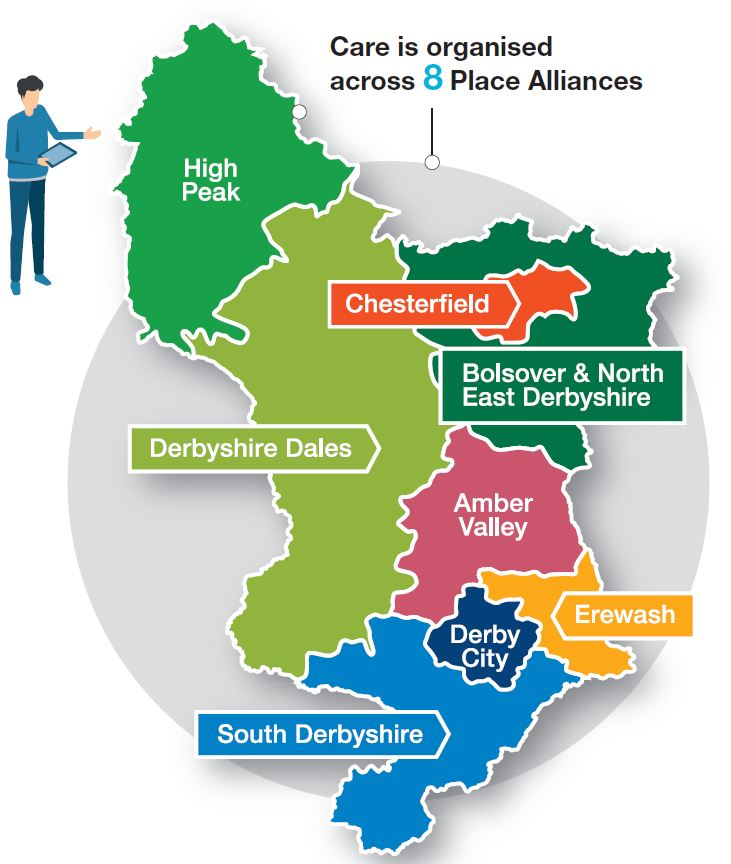 Care is organised
across 8 Place Alliances
High
Peak
Chesterfield
Bolsover & North
East Derbyshire
Derbyshire Dales
Amber
Valley
Erewash
Derby
City
South Derbyshire